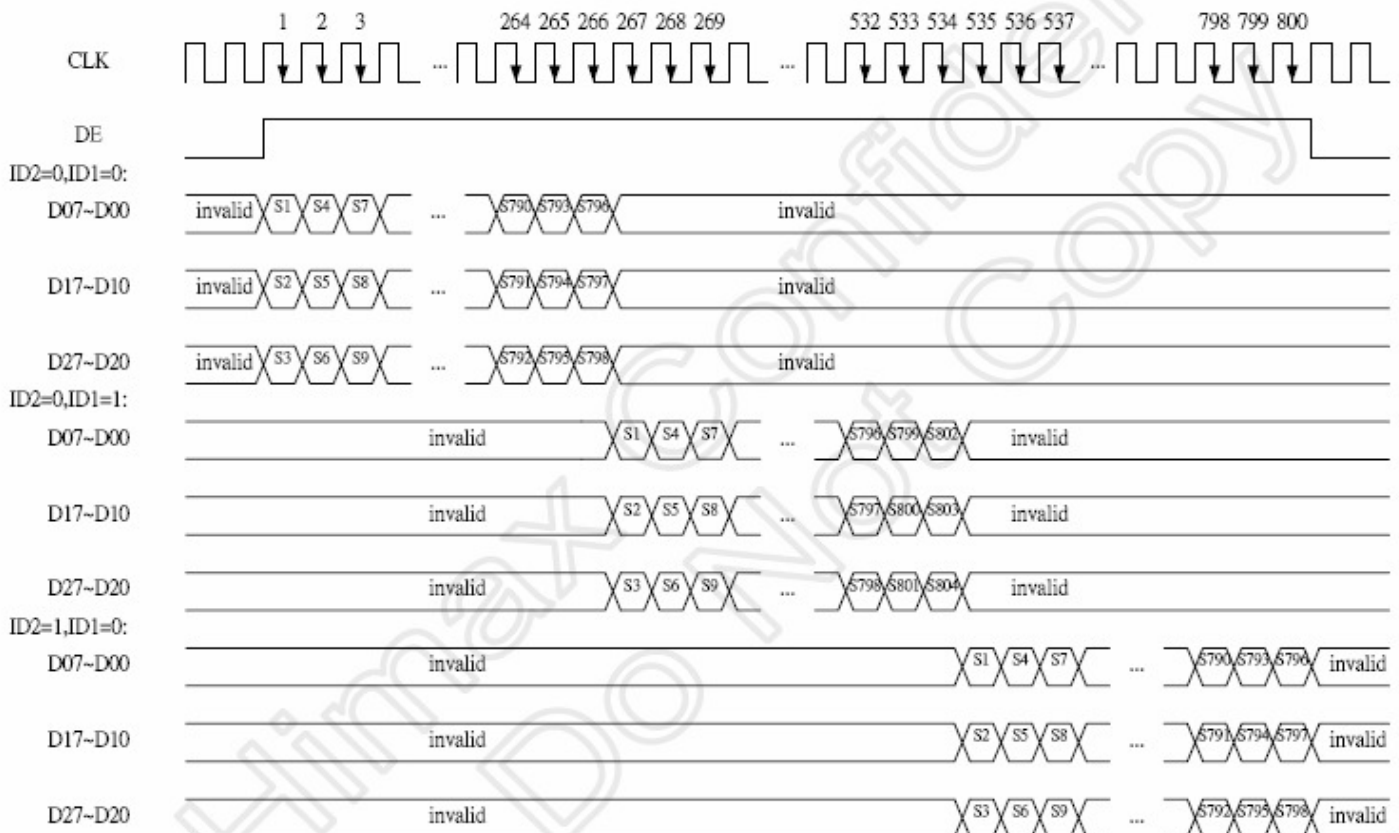 1 2 3 264 265 266 267 268 269 532 533 534 535 536 537 798 799 800
CLK ... ... ... 
DE
ID2=0,ID1=0:
D07~D00 invalid S1 S4 S7 ... S790 S793 S796 invalid
D17~D10 invalid S2 S5 S8 ... S791 S794 S797 invalid
D27~D20 invalid S3 S6 S9 ... S792 S795 S798 invalid
ID2=0,ID1=1:
D07~D00 invalid S1 S4 S7 ... S796 S799 S802 invalid
D17~D10 invalid S2 S5 S8 ... S797 S800 S803 invalid
D27~D20 invalid S3 S6 S9 ... S798 S801 S804 invalid
ID2=1,ID1=0:
D07~D00 invalid S1 S4 S7 ... S790 S793 S796 invalid
D17~D10 invalid S2 S5 S8 ... S791 S794 S797 invalid
D27~D20 invalid S3 S6 S9 ... S792 S795 S798 invalid
Himax Confiden
Do Not Copy